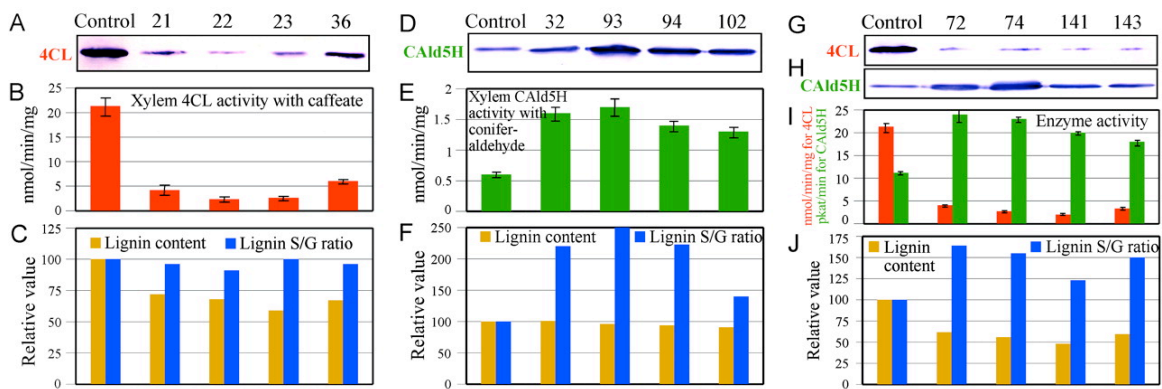 A
Control 21 22 23 36
4CL
B
Xylem 4CL activity with caffeate
nmol/min/mg
25
20
15
10
5
0
C
Lignin content
Lignin S/G ratio
Relative value
125
100
75
50
25
0
D
Control 32 93 94 102
CAld5H
E
Xylem CAld5H
activity with
conifer-
aldehyde
nmol/min/mg
2
1.5
1
.5
0
F
Lignin content
Lignin S/G ratio
Relative value
250
200
150
100
50
0
G
Control 72 74 141 143
4CL
H
CAld5H
I
Enzyme activity
nmol/min/mg for 4CL
pkat/min for CAld5H
25
20
15
10
5
0
J
Lignin
content
Lignin S/G ratio
Relative value
175
150
125
100
75
50
25
0